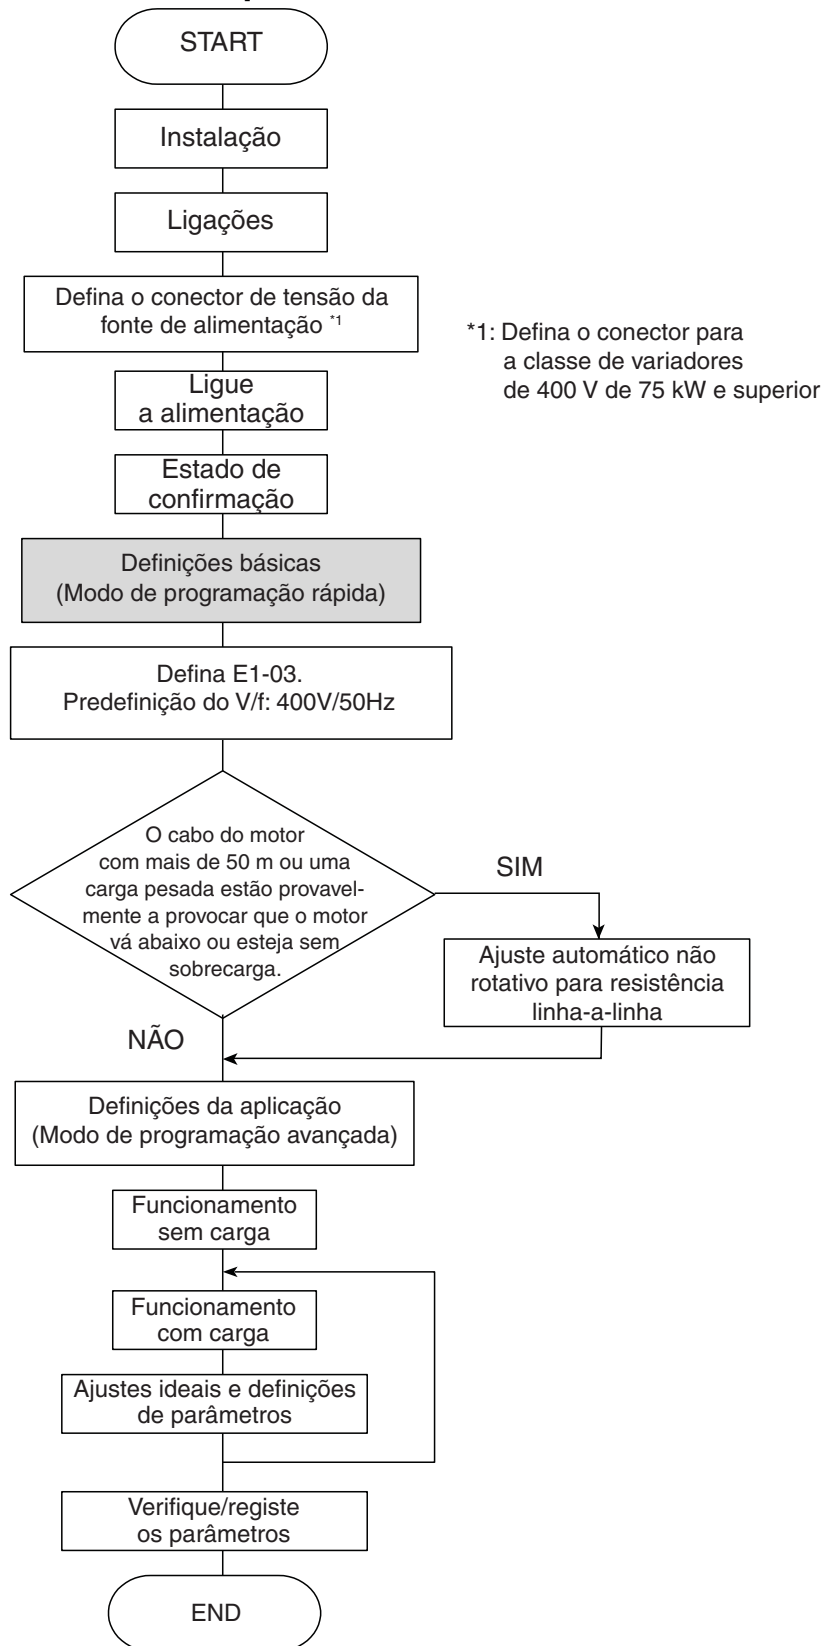 START
Instalação
Ligações
Defina o conector de tensão da
fonte de alimentação *1
*1: Defina o conector para
a classe de variadores
de 400 V de 75 kW e superior
Ligue
a alimentação
Estado de
confirmação
Definições básicas
(Modo de programação rápida)
Defina E1-03.
Predefinição do V/f: 400V/50Hz
O cabo do motor
com mais de 50 m ou uma
carga pesada estão provavel-
mente a provocar que o motor
vá abaixo ou esteja sem
sobrecarga.
SIM
Ajuste automático não
rotativo para resistência
linha-a-linha
NÃO
Definições da aplicação
(Modo de programação avançada)
Funcionamento
sem carga
Funcionamento
com carga
Ajustes ideais e definições
de parâmetros
Verifique/registe
os parâmetros
END